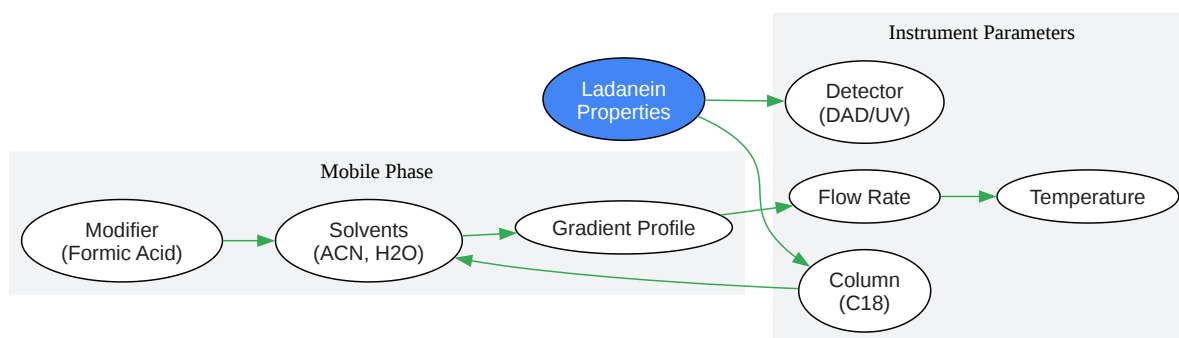 Instrument Parameters
Ladanein
Properties
Detector
(DAD/UV)
Mobile Phase
Modifier
(Formic Acid)
Solvents
(ACN, H2O)
Gradient Profile
Flow Rate
Temperature
Column
(C18)